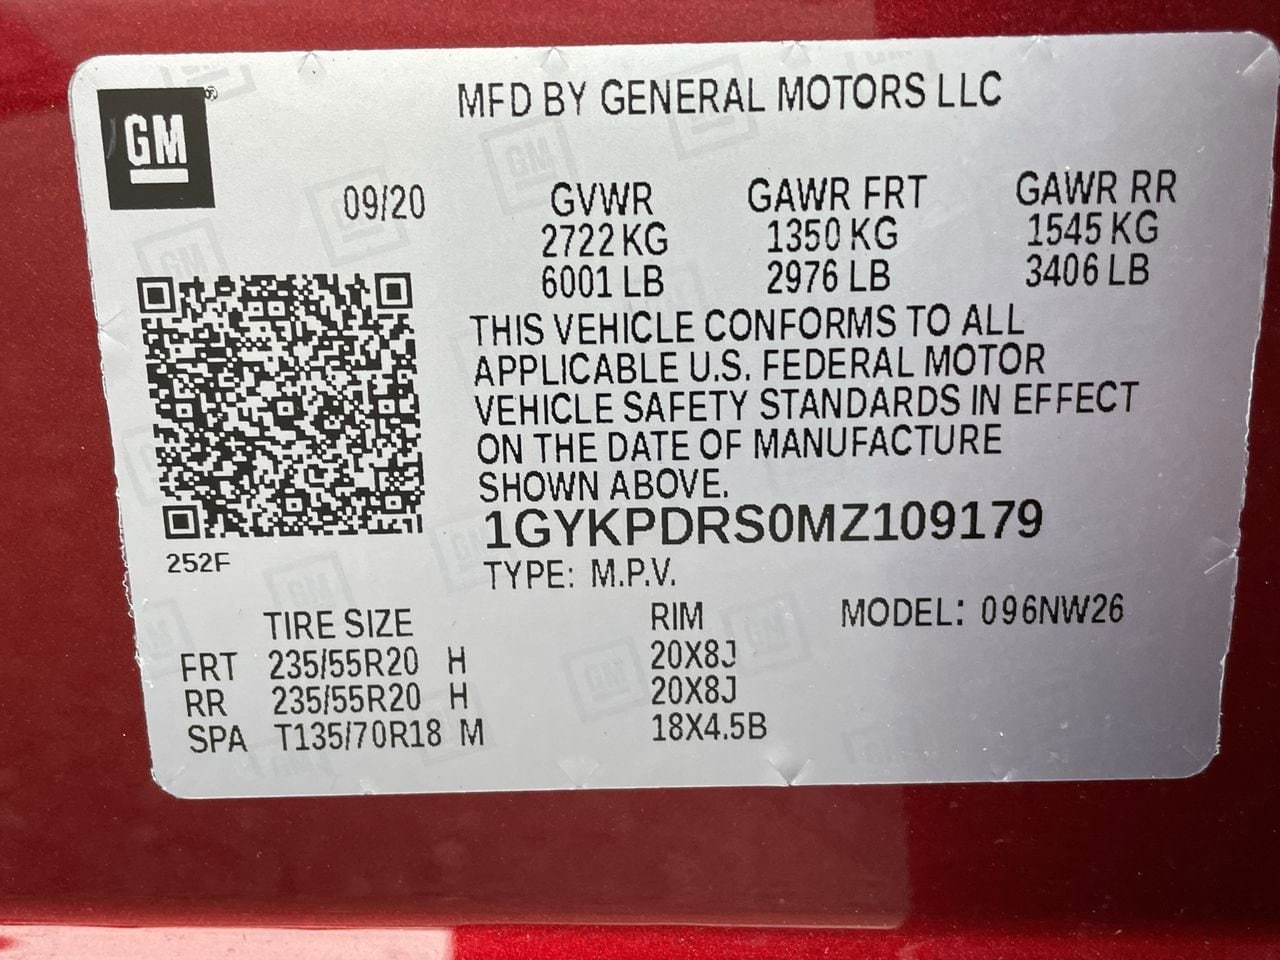 GM
MFD BY GENERAL MOTORS LLC
09/20 GVWR GAWR FRT GAWR RR
2722 KG 1350 KG 1545 KG
6001 LB 2976 LB 3406 LB
THIS VEHICLE CONFORMS TO ALL
APPLICABLE U.S. FEDERAL MOTOR
VEHICLE SAFETY STANDARDS IN EFFECT
ON THE DATE OF MANUFACTURE
SHOWN ABOVE.
1GYKPDRS0MZ109179
252F
TYPE: M.P.V.
TIRE SIZE RIM MODEL: 096NW26
FRT 235/55R20 H 20X8J
RR 235/55R20 H 20X8J
SPA T135/70R18 M 18X4.5B